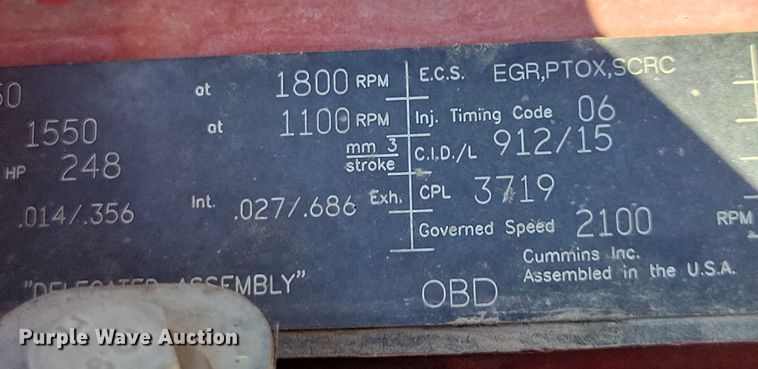 50 at 1800 RPM E.C.S. EGR,PTOX,SCRC
1550 at 1100 RPM Inj. Timing Code 06
HP 248 mm 3 stroke C.I.D./L 912/15
.014/.356 Int. .027/.686 Exh. CPL 3719
Governed Speed 2100 RPM
Cummins Inc.
"DELEGATED ASSEMBLY" OBD Assembled in the U.S.A.
Purple Wave Auction